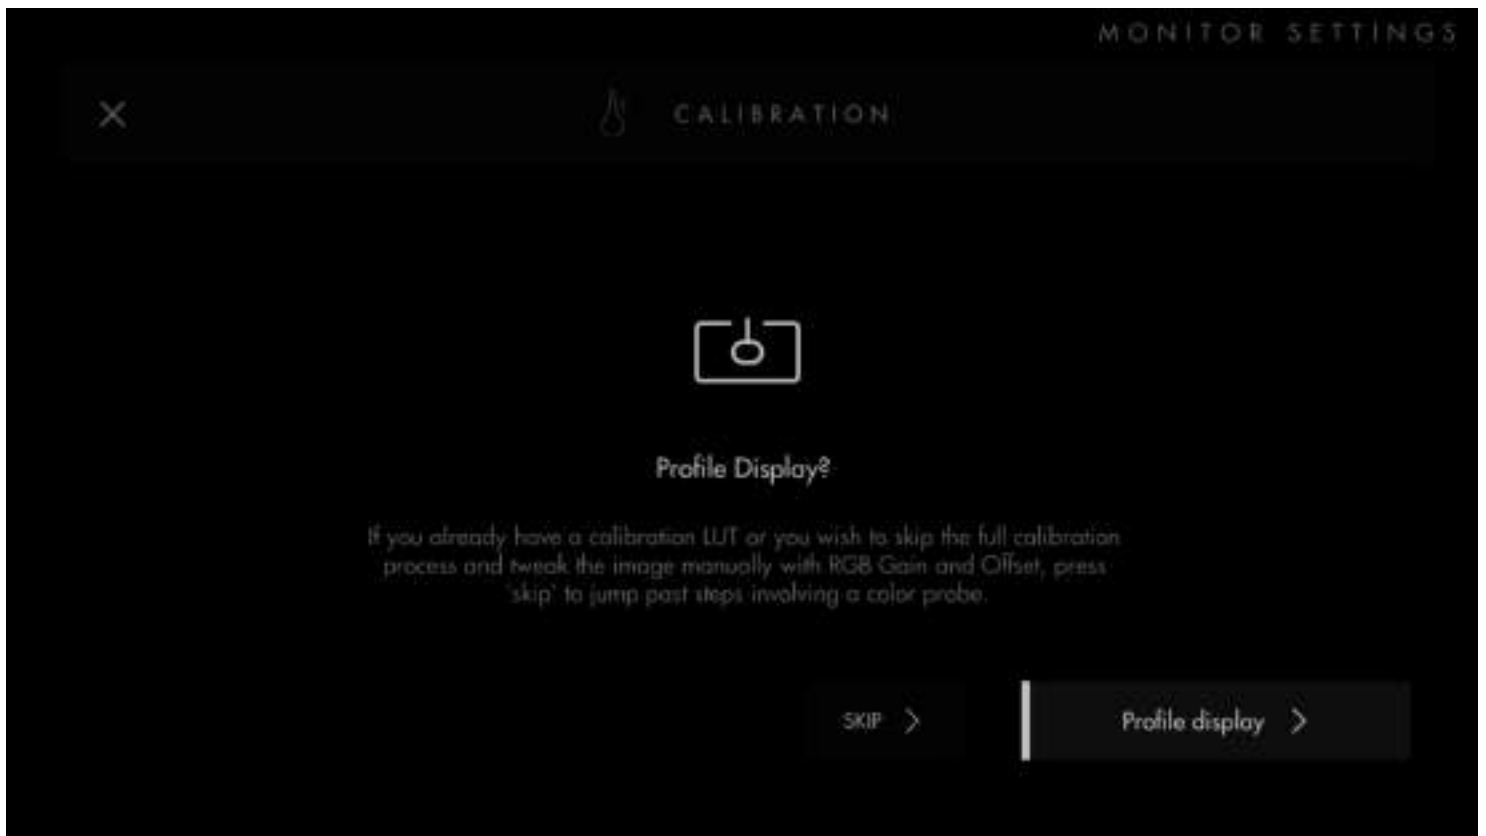 MONITOR SETTINGS
CALIBRATION
Profile Display?
If you already have a calibration LUT or you wish to skip the full calibration
process and tweak the image manually with RGB Gain and Offset, press
'skip' to jump past steps involving a color probe.
SKIP
Profile display